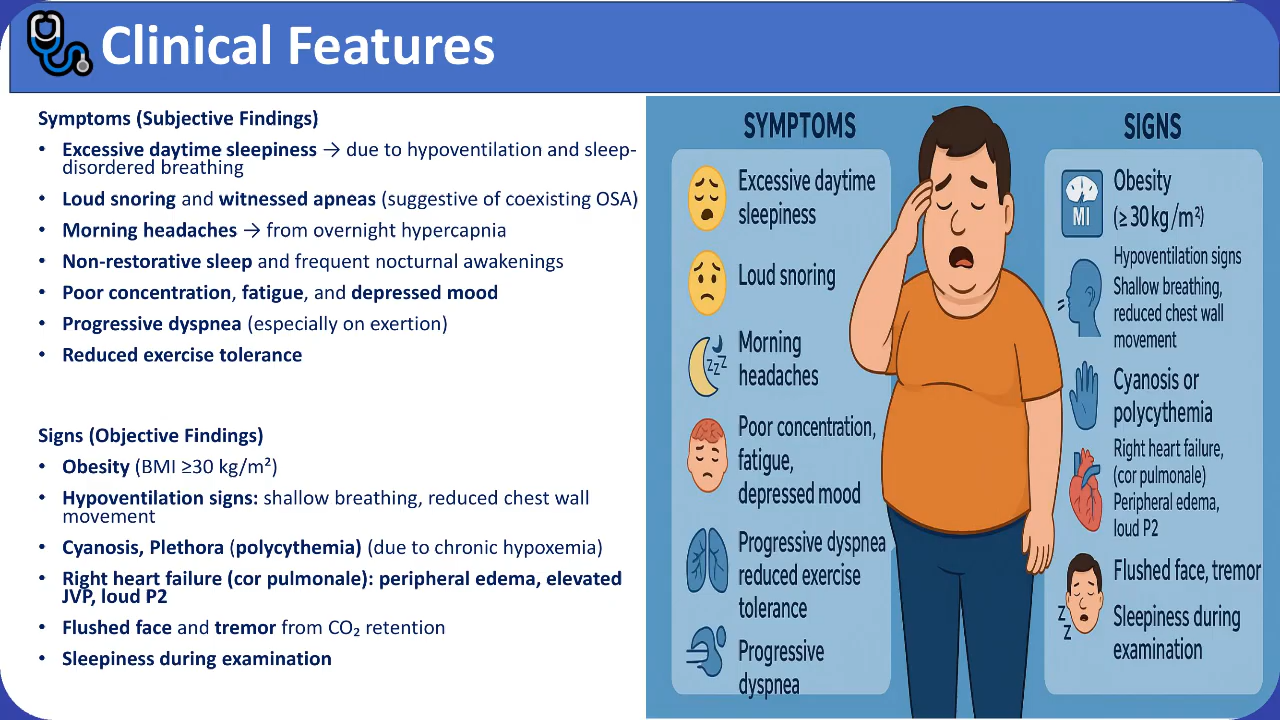 Clinical Features
Symptoms (Subjective Findings)
• Excessive daytime sleepiness → due to hypoventilation and sleep-
disordered breathing
• Loud snoring and witnessed apneas (suggestive of coexisting OSA)
• Morning headaches → from overnight hypercapnia
• Non-restorative sleep and frequent nocturnal awakenings
• Poor concentration, fatigue, and depressed mood
• Progressive dyspnea (especially on exertion)
• Reduced exercise tolerance
Signs (Objective Findings)
• Obesity (BMI ≥30 kg/m²)
• Hypoventilation signs: shallow breathing, reduced chest wall
movement
• Cyanosis, Plethora (polycythemia) (due to chronic hypoxemia)
• Right heart failure (cor pulmonale): peripheral edema, elevated
JVP, loud P2
• Flushed face and tremor from CO₂ retention
• Sleepiness during examination
SYMPTOMS
Excessive daytime
sleepiness
Loud snoring
zzz
Morning
headaches
Poor concentration,
fatigue,
depressed mood
Progressive dyspnea
reduced exercise
tolerance
Progressive
dyspnea
SIGNS
MI
Obesity
(≥30 kg/m²)
Hypoventilation signs
Shallow breathing,
reduced chest wall
movement
Cyanosis or
polycythemia
Right heart failure,
(cor pulmonale)
Peripheral edema,
loud P2
Flushed face, tremor
zz
Sleepiness during
examination